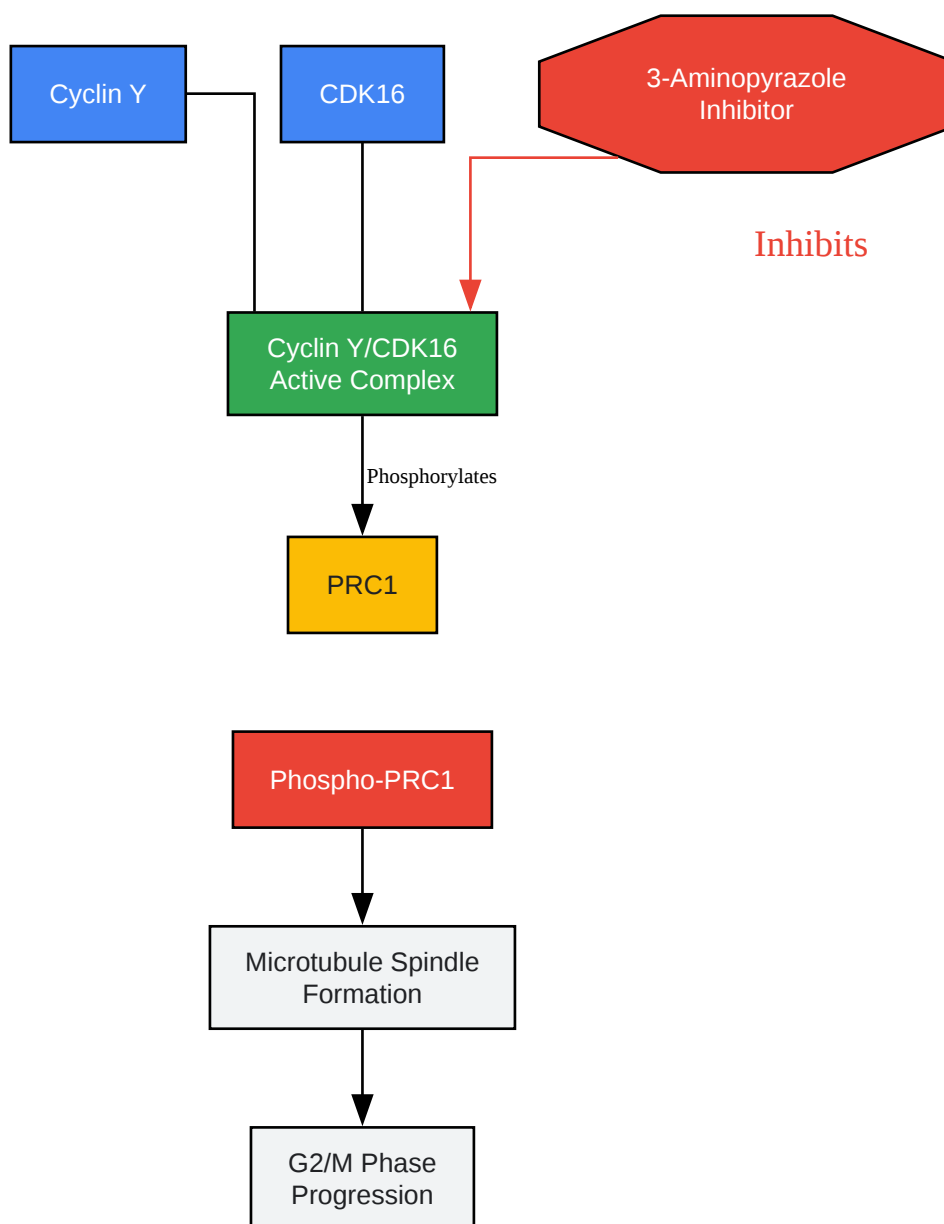 Cyclin Y
CDK16
3-Aminopyrazole
Inhibitor
Inhibits
Cyclin Y/CDK16
Active Complex
Phosphorylates
PRC1
Phospho-PRC1
Microtubule Spindle
Formation
G2/M Phase
Progression